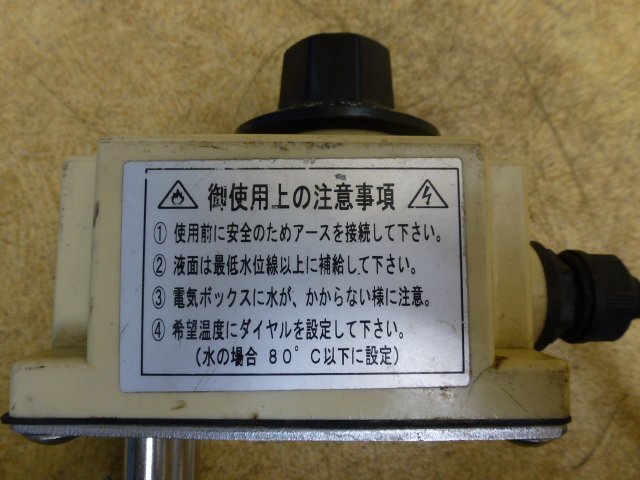 御使用上の注意事項
① 使用前に安全のためアースを接続して下さい。
② 液面は最低水位線以上に補給して下さい。
③ 電気ボックスに水が、かからない様に注意。
④ 希望温度にダイヤルを設定して下さい。
(水の場合 80°C以下に設定)